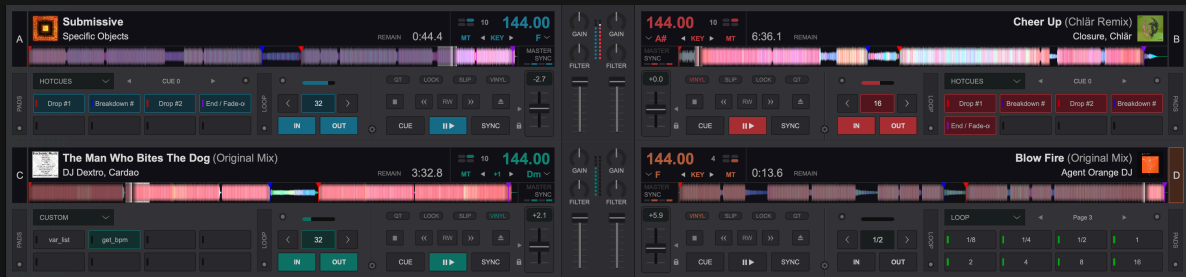 A
Submissive
Specific Objects
REMAIN 0:44.4
10 144.00
MT KEY F
MASTER
SYNC
HOTCUES CUE 0
PADS
Drop #1 Breakdown # Drop #2 End / Fade-o
LOOP
32
IN OUT
QT LOCK SLIP VINYL
RW
CUE SYNC
-2.7
GAIN GAIN
FILTER FILTER
144.00 10
A# KEY MT
6:36.1 REMAIN
Cheer Up (Chlär Remix)
Closure, Chlär
B
MASTER
SYNC
+0.0
VINYL SLIP LOCK QT
RW
CUE SYNC
16
IN OUT
LOOP
HOTCUES CUE 0
Drop #1 Breakdown # Drop #2 Breakdown #
End / Fade-o
PADS
C
The Man Who Bites The Dog (Original Mix)
DJ Dextro, Cardao
REMAIN 3:32.8
10 144.00
MT +1 Dm
MASTER
SYNC
CUSTOM
PADS
var_list get_bpm
LOOP
32
IN OUT
QT LOCK SLIP VINYL
RW
CUE SYNC
+2.1
GAIN GAIN
FILTER FILTER
144.00 4
F KEY MT
0:13.6 REMAIN
Blow Fire (Original Mix)
Agent Orange DJ
D
MASTER
SYNC
+5.9
VINYL SLIP LOCK QT
RW
CUE SYNC
1/2
IN OUT
LOOP
LOOP Page 3
1/8 1/4 1/2 1
2 4 8 16
PADS